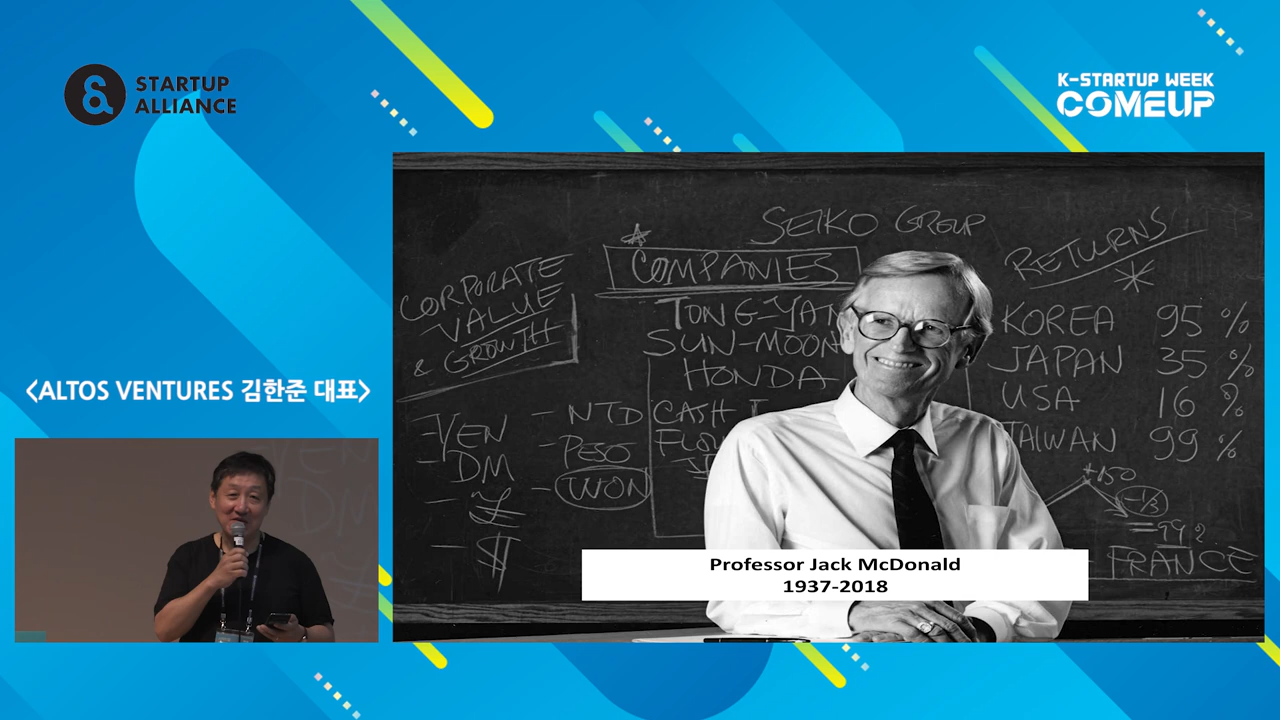 STARTUP
ALLIANCE
K-STARTUP WEEK
COMEUP
<ALTOS VENTURES 김한준 대표>
SEIKO GROUP
CORPORATE
VALUE
& GROWTH
COMPANIES
TONG-YAN
SUN-MOON
HONDA
CASH
FLOW
RETURNS
KOREA 95 %
JAPAN 35 %
USA 16 %
TAIWAN 99 %
-YEN
-DM
- £
- $
- NTD
- PESO
- WON
+150
FRANCE
Professor Jack McDonald
1937-2018